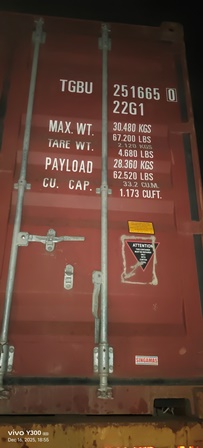 TGBU 251665 0
22G1
MAX. WT. 30.480 KGS
67.200 LBS
TARE WT. 2.120 KGS
4.680 LBS
PAYLOAD 28.360 KGS
62.520 LBS
CU. CAP. 33.2 CU.M.
1.173 CU.FT.
ATTENTION
SINGAMAS
vivo Y300
Dec 16, 2025, 18:55